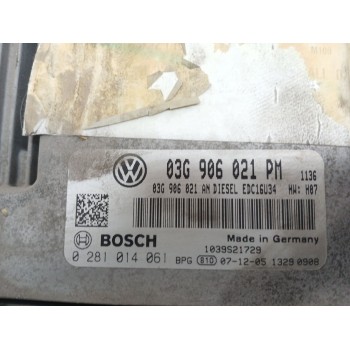 03G 906 021 PM 1136
03G 906 021 AN DIESEL EDC16U34 HW: H07
BOSCH Made in Germany
1039S21729
0 281 014 061 BPG 81D 07-12-05 1329 0908